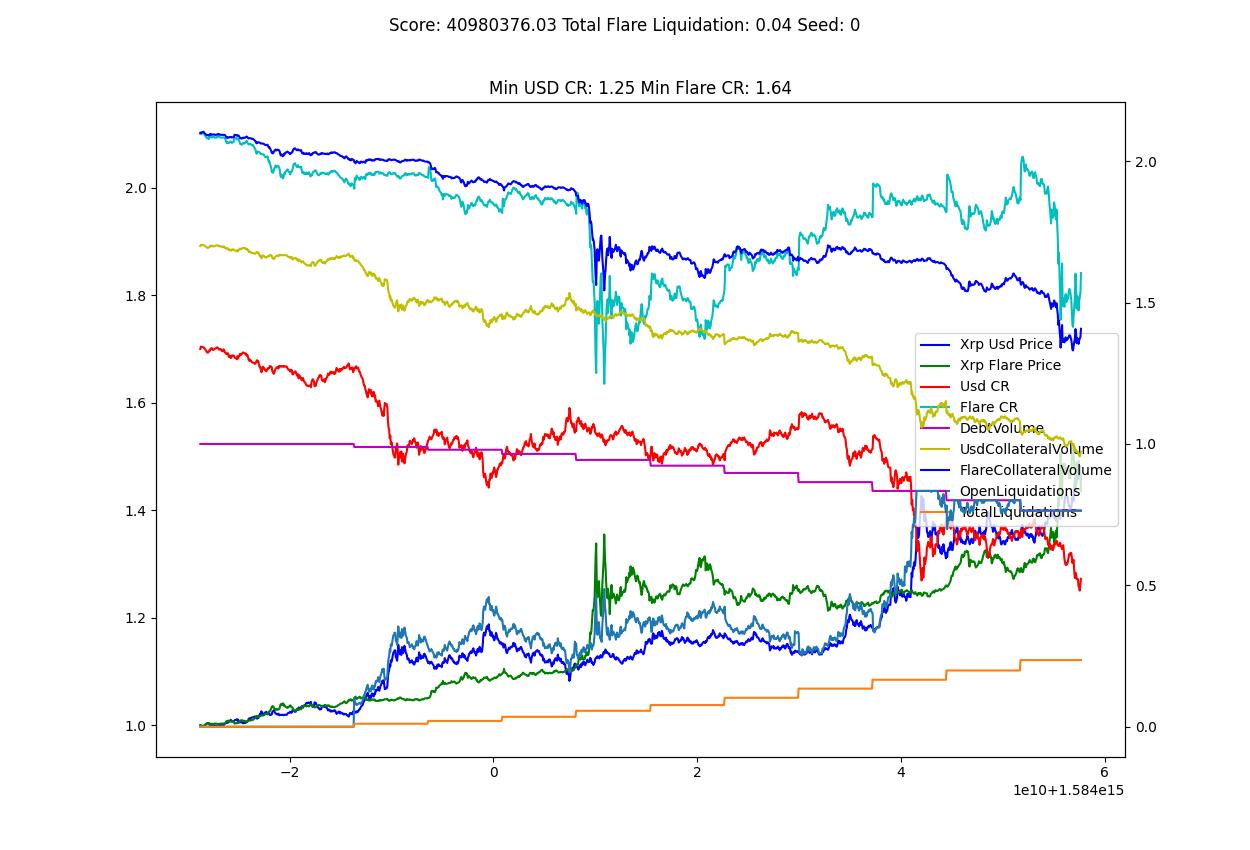 Score: 40980376.03 Total Flare Liquidation: 0.04 Seed: 0
Min USD CR: 1.25 Min Flare CR: 1.64
2.0
1.8
1.6
1.4
1.2
1.0
2.0
1.5
1.0
0.5
0.0
Xrp Usd Price
Xrp Flare Price
Usd CR
Flare CR
DebtVolume
UsdCollateralVolume
FlareCollateralVolume
OpenLiquidations
TotalLiquidations
−2 0 2 4 6
1e10+1.584e15